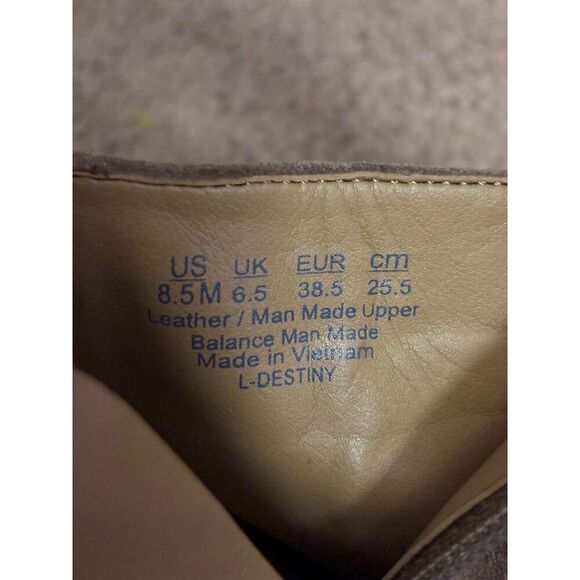 US UK EUR cm
8.5 M 6.5 38.5 25.5
Leather / Man Made Upper
Balance Man Made
Made in Vietnam
L-DESTINY